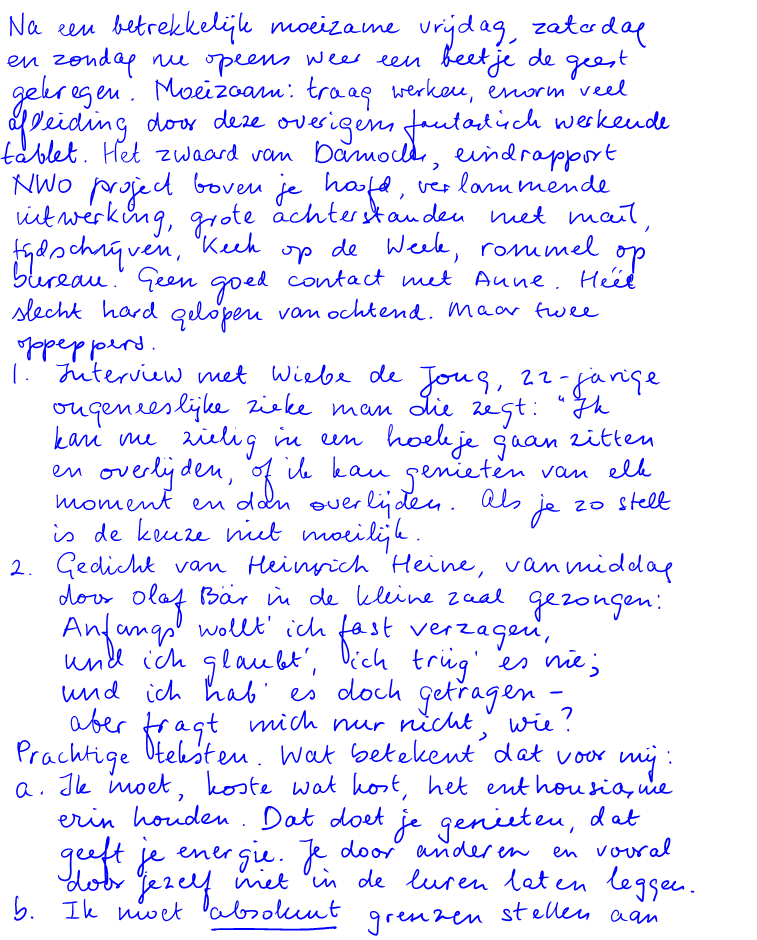 Na een betrekkelijk moeizame vrijdag, zaterdag
en zondag nu opeens weer een beetje de geest
gekregen. Moeizaam: traag werken, enorm veel
afleiding door deze overigens fantastisch werkende
tablet. Het zwaard van Damocles, eindrapport
NWO project boven je hoofd, verlammende
uitwerking, grote achterstanden met mail,
tijdschrijven, Keek op de Week, rommel op
bureau. Geen goed contact met Anne. Héél
slecht hard gelopen vanochtend. Maar twee
oppeppers.
1. Interview met Wiebe de Jong, 22-jarige
ongeneeslijke zieke man die zegt: "Ik
kan me zielig in een hoekje gaan zitten
en overlijden, of ik kan genieten van elk
moment en dan overlijden. Als je zo stelt
is de keuze niet moeilijk.
2. Gedicht van Heinrich Heine, vanmiddag
door Olaf Bär in de kleine zaal gezongen:
Anfangs wollt' ich fast verzagen,
und ich glaubt', ich trüg' es nie;
und ich hab' es doch getragen -
aber fragt mich nur nicht, wie?
Prachtige teksten. Wat betekent dat voor mij:
a. Ik moet, koste wat kost, het enthousiasme
erin houden. Dat doet je genieten, dat
geeft je energie. Je door anderen en vooral
door jezelf niet in de luren laten leggen.
b. Ik moet absoluut grenzen stellen aan